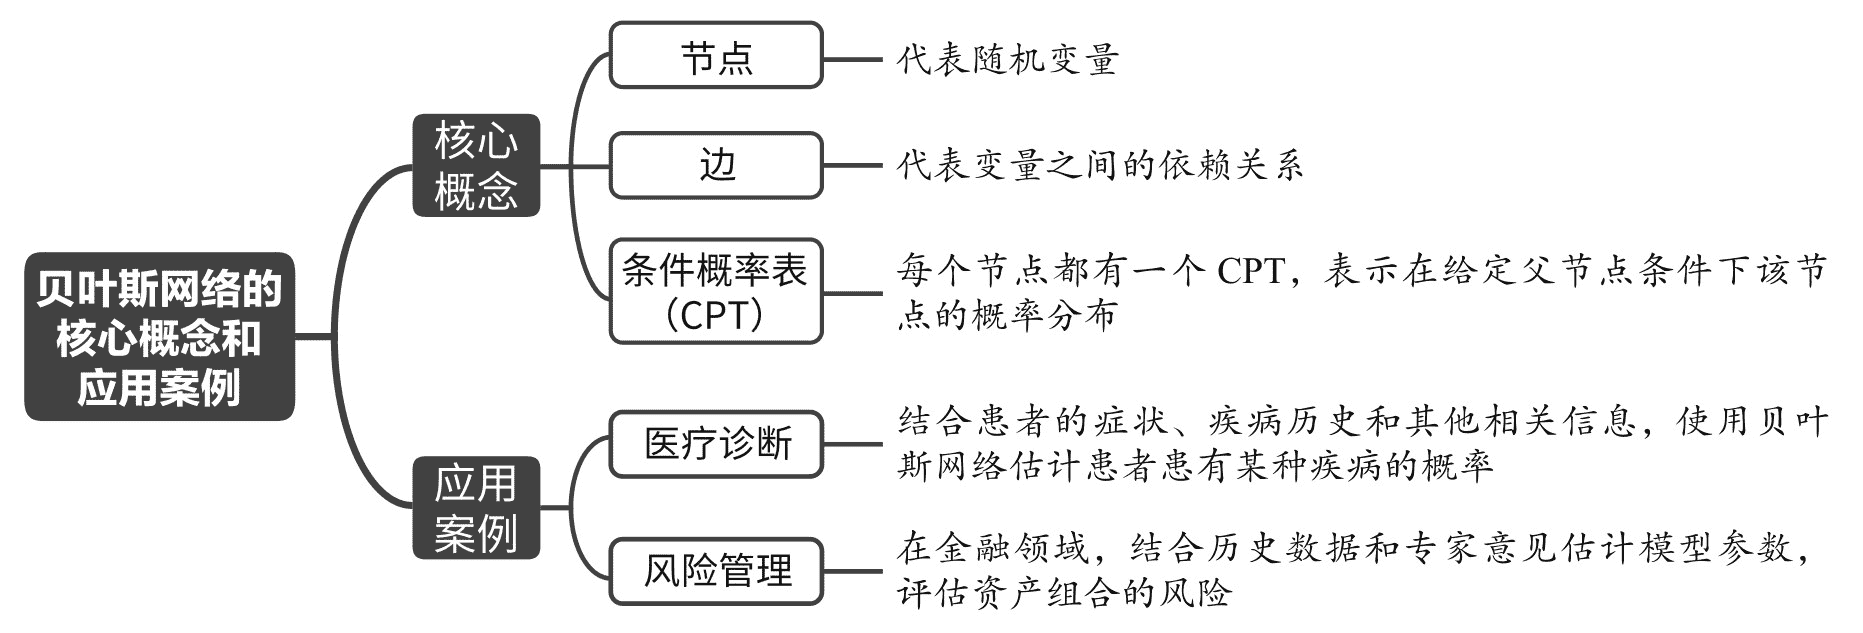 贝叶斯网络的
核心概念和
应用案例
核心
概念
节点
代表随机变量
边
代表变量之间的依赖关系
条件概率表
（CPT）
每个节点都有一个 CPT，表示在给定父节点条件下该节
点的概率分布
应用
案例
医疗诊断
结合患者的症状、疾病历史和其他相关信息，使用贝叶
斯网络估计患者患有某种疾病的概率
风险管理
在金融领域，结合历史数据和专家意见估计模型参数，
评估资产组合的风险